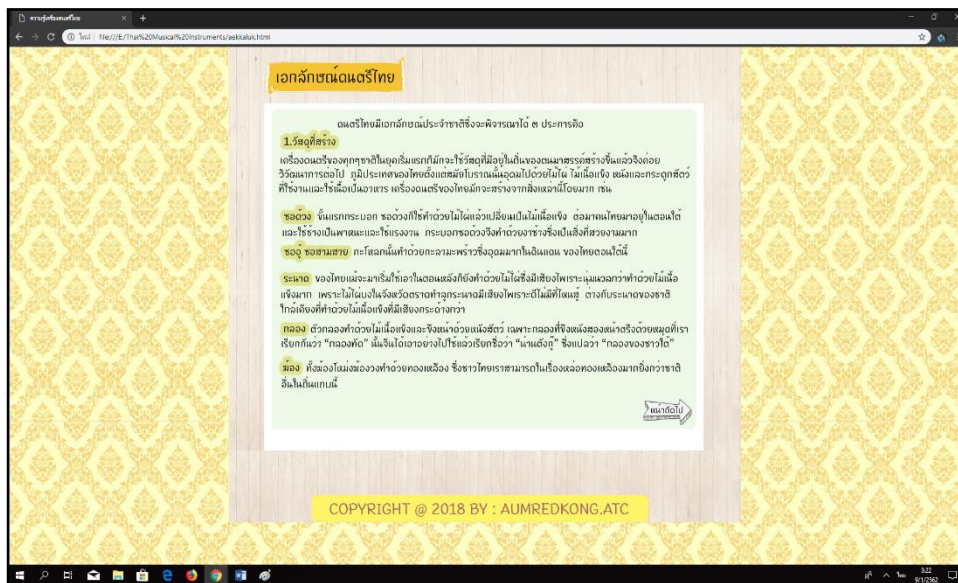 ความรู้เครื่องดนตรีไทย
ไฟล์ | file:///E:/Thai%20Musical%20Instruments/aekkaluk.html
เอกลักษณ์ดนตรีไทย
ดนตรีไทยมีเอกลักษณ์ประจำชาติซึ่งจะพิจารณาได้ ๓ ประการคือ
1.วัสดุที่สร้าง
เครื่องดนตรีของทุกๆชาติในยุคเริ่มแรกก็มักจะใช้วัสดุที่มีอยู่ในถิ่นของตนมาสรรค์สร้างขึ้นแล้วจึงค่อย
วิวัฒนาการต่อไป ภูมิประเทศของไทยตั้งแต่สมัยโบราณนั้นอุดมไปด้วยไม้ไผ่ ไม้เนื้อแข็ง หนังและกระดูกสัตว์
ที่ใช้งานและใช้เนื้อเป็นอาหาร เครื่องดนตรีของไทยมักจะสร้างจากสิ่งเหล่านี้โดยมาก เช่น
ซอด้วง ขั้นแรกกระบอก ซอด้วงก็ใช้ทำด้วยไม้ไผ่แล้วเปลี่ยนเป็นไม้เนื้อแข็ง ต่อมาคนไทยมาอยู่ในตอนใต้
และใช้ช้างเป็นพาหนะและใช้แรงงาน กระบอกซอด้วงจึงทำด้วยงาช้างซึ่งเป็นสิ่งที่สวยงามมาก
ซออู้ ซอสามสาย กะโหลกนั้นทำด้วยกะลามะพร้าวซึ่งอุดมมากในดินแดน ของไทยตอนใต้นี้
ระนาด ของไทยแม้จะมาเริ่มใช้เอาในตอนหลังก็ยังทำด้วยไม้ไผ่ซึ่งมีเสียงไพเราะนุ่มนวลกว่าทำด้วยไม้เนื้อ
แข็งมาก เพราะไม้ไผ่บงในจังหวัดตราดทำลูกระนาดมีเสียงไพเราะดีไม่มีที่ไหนสู้ ต่างกับระนาดของชาติ
ใกล้เคียงที่ทำด้วยไม้เนื้อแข็งที่มีเสียงกระด้างกว่า
กลอง ตัวกลองทำด้วยไม้เนื้อแข็งและขึงหน้าด้วยหนังสัตว์ เฉพาะกลองที่ขึงหนังสองหน้าตรึงด้วยหมุดที่เรา
เรียกกันว่า “กลองทัด” นั้นจีนได้เอาอย่างไปใช้แล้วเรียกชื่อว่า “น่านตังกู๊” ซึ่งแปลว่า “กลองของชาวใต้”
ฆ้อง ทั้งฆ้องโหม่งฆ้องวงทำด้วยทองเหลือง ซึ่งชาวไทยเราสามารถในเรื่องหล่อทองเหลืองมากยิ่งกว่าชาติ
อื่นในถิ่นแถบนี้
หน้าถัดไป
COPYRIGHT @ 2018 BY : AUMREDKONG.ATC
ไทย
3:22
9/1/2562